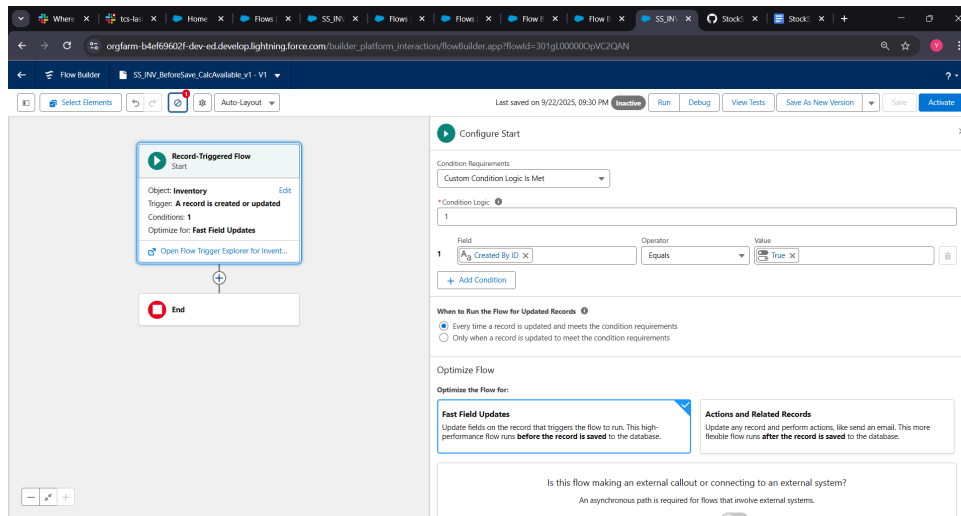 Where
tcs-las
Home
Flows |
SS_IN\
Flows
Flows |
Flow B
Flow E
SS_IN\
StockS
StockS
orgfarm-b4ef69602f-dev-ed.develop.lightning.force.com/builder_platform_interaction/flowBuilder.app?flowId=301gL00000OpVC2QAN
Flow Builder
SS_INV_BeforeSave_CalcAvailable_v1 - V1
?
Select Elements
1
Auto-Layout
Last saved on 9/22/2025, 09:30 PM
Inactive
Run
Debug
View Tests
Save As New Version
Save
Activate
Record-Triggered Flow
Start
Object: Inventory
Edit
Trigger: A record is created or updated
Conditions: 1
Optimize for: Fast Field Updates
Open Flow Trigger Explorer for Invent...
End
Configure Start
Condition Requirements
Custom Condition Logic Is Met
*Condition Logic
1
Field
Operator
Value
1
Created By ID
Equals
True
+ Add Condition
When to Run the Flow for Updated Records
Every time a record is updated and meets the condition requirements
Only when a record is updated to meet the condition requirements
Optimize Flow
Optimize the Flow for:
Fast Field Updates
Update fields on the record that triggers the flow to run. This high-
performance flow runs before the record is saved to the database.
Actions and Related Records
Update any record and perform actions, like send an email. This more
flexible flow runs after the record is saved to the database.
Is this flow making an external callout or connecting to an external system?
An asynchronous path is required for flows that involve external systems.